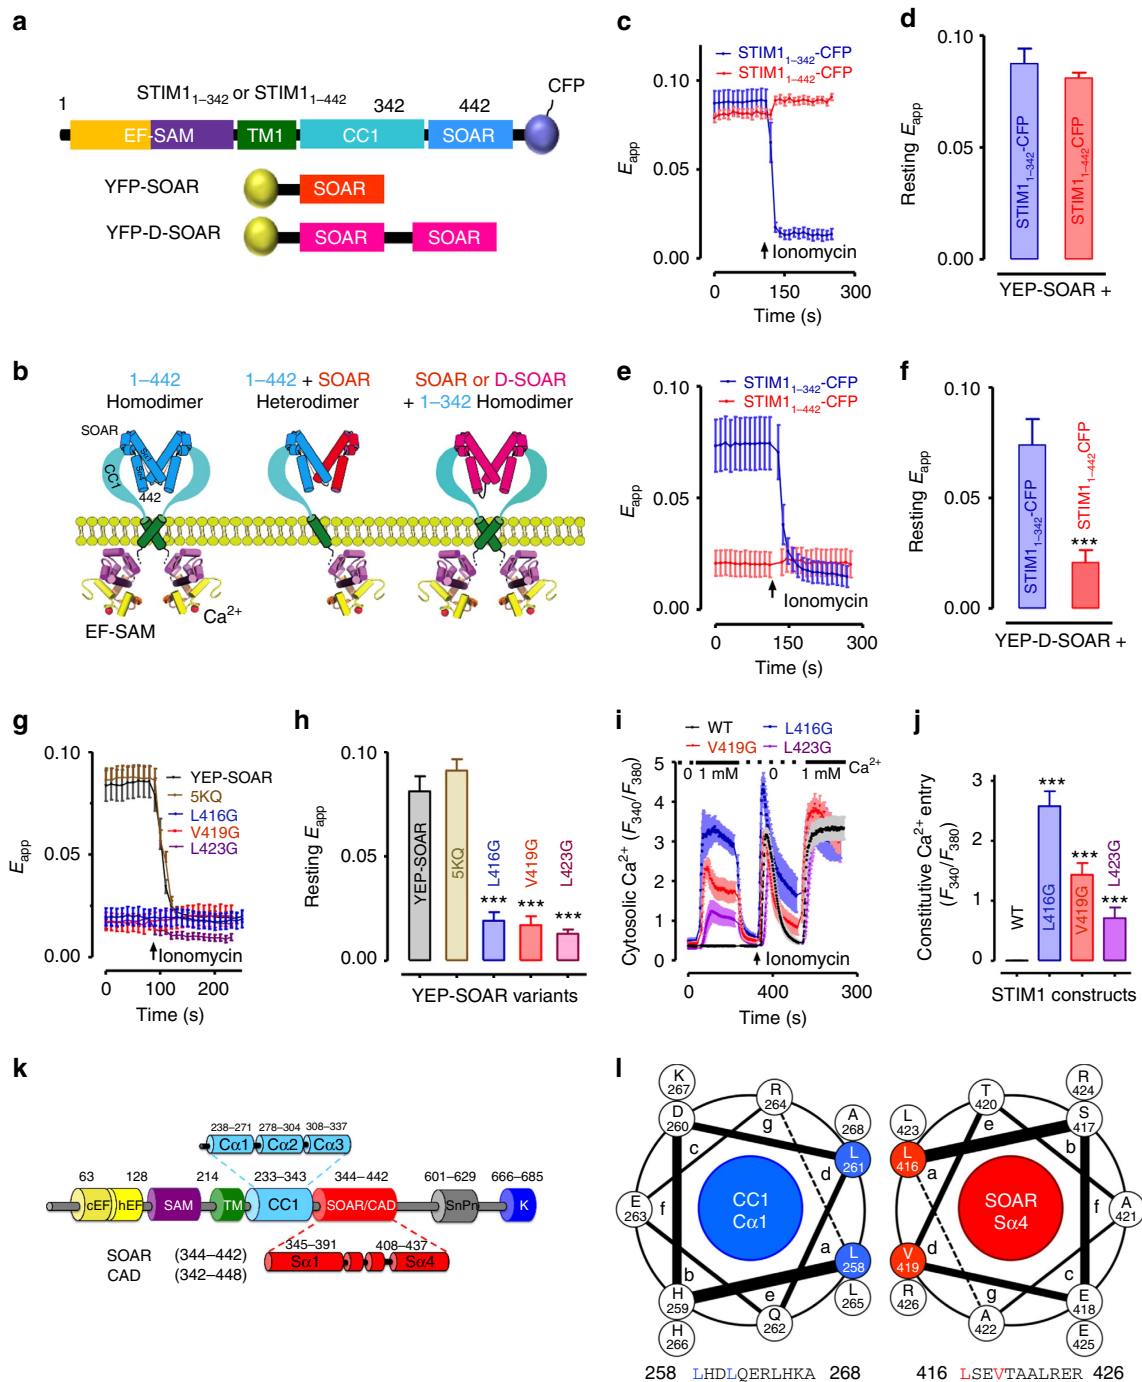 a
1
STIM1₁₋₃₄₂ or STIM1₁₋₄₄₂
342
442
CFP
EF-SAM
TM1
CC1
SOAR
YFP-SOAR
SOAR
YFP-D-SOAR
SOAR
SOAR
b
1–442
Homodimer
1–442 + SOAR
Heterodimer
SOAR or D-SOAR
+ 1–342 Homodimer
SOAR
CC1
442
EF-SAM
Ca²⁺
c
STIM1₁₋₃₄₂-CFP
STIM1₁₋₄₄₂-CFP
0.10
0.05
0.00
E_app
Ionomycin
0
150
300
Time (s)
d
0.10
0.05
0.00
Resting E_app
STIM1₁₋₃₄₂-CFP
STIM1₁₋₄₄₂CFP
YEP-SOAR +
e
STIM1₁₋₃₄₂-CFP
STIM1₁₋₄₄₂-CFP
0.10
0.05
0.00
E_app
Ionomycin
0
150
300
Time (s)
f
0.10
0.05
0.00
Resting E_app
STIM1₁₋₃₄₂-CFP
STIM1₁₋₄₄₂CFP
***
YEP-D-SOAR +
g
0.10
0.05
0.00
E_app
YEP-SOAR
5KQ
L416G
V419G
L423G
Ionomycin
0
100
200
Time (s)
h
0.10
0.05
0.00
Resting E_app
YEP-SOAR
5KQ
L416G
V419G
L423G
***
***
***
YEP-SOAR variants
i
WT
L416G
V419G
L423G
0
1 mM
0
1 mM
Ca²⁺
5
4
3
2
1
0
Cytosolic Ca²⁺ (F₃₄₀/F₃₈₀)
Ionomycin
0
400
300
Time (s)
j
3
2
1
0
Constitutive Ca²⁺ entry
(F₃₄₀/F₃₈₀)
WT
L416G
V419G
L423G
***
***
***
STIM1 constructs
k
238–271
278–304
308–337
Cα1
Cα2
Cα3
63
128
214
233–343
344–442
601–629
666–685
cEF
hEF
SAM
TM
CC1
SOAR/CAD
SnPn
K
345–391
408–437
Sα1
Sα4
SOAR (344–442)
CAD (342–448)
l
K 267
D 260
R 264
A 268
L 261
E 263
L 258
L 265
H 259
H 266
Q 262
g
c
d
f
a
b
e
CC1
Cα1
R 424
S 417
T 420
L 423
L 416
A 421
V 419
R 426
E 418
E 425
A 422
e
b
a
f
d
c
g
SOAR
Sα4
258 LHDLQERLHKA 268
416 LSEVTAALRER 426